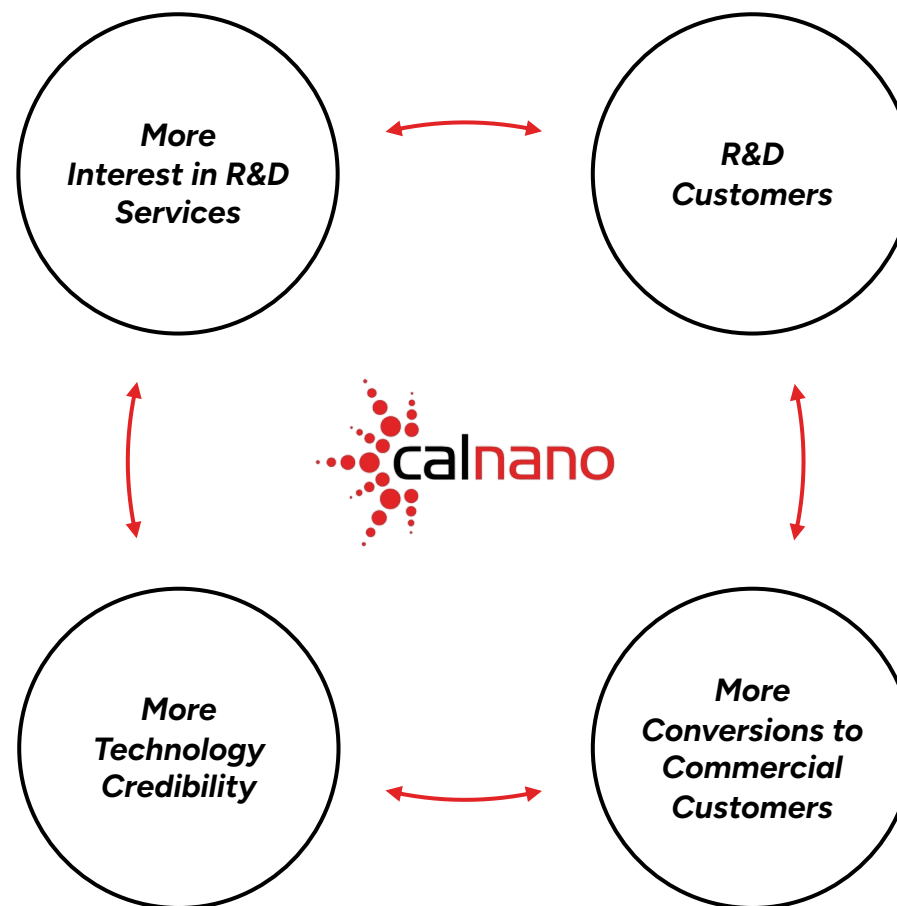 More
Interest in R&D
Services
R&D
Customers
calnano
More
Technology
Credibility
More
Conversions to
Commercial
Customers